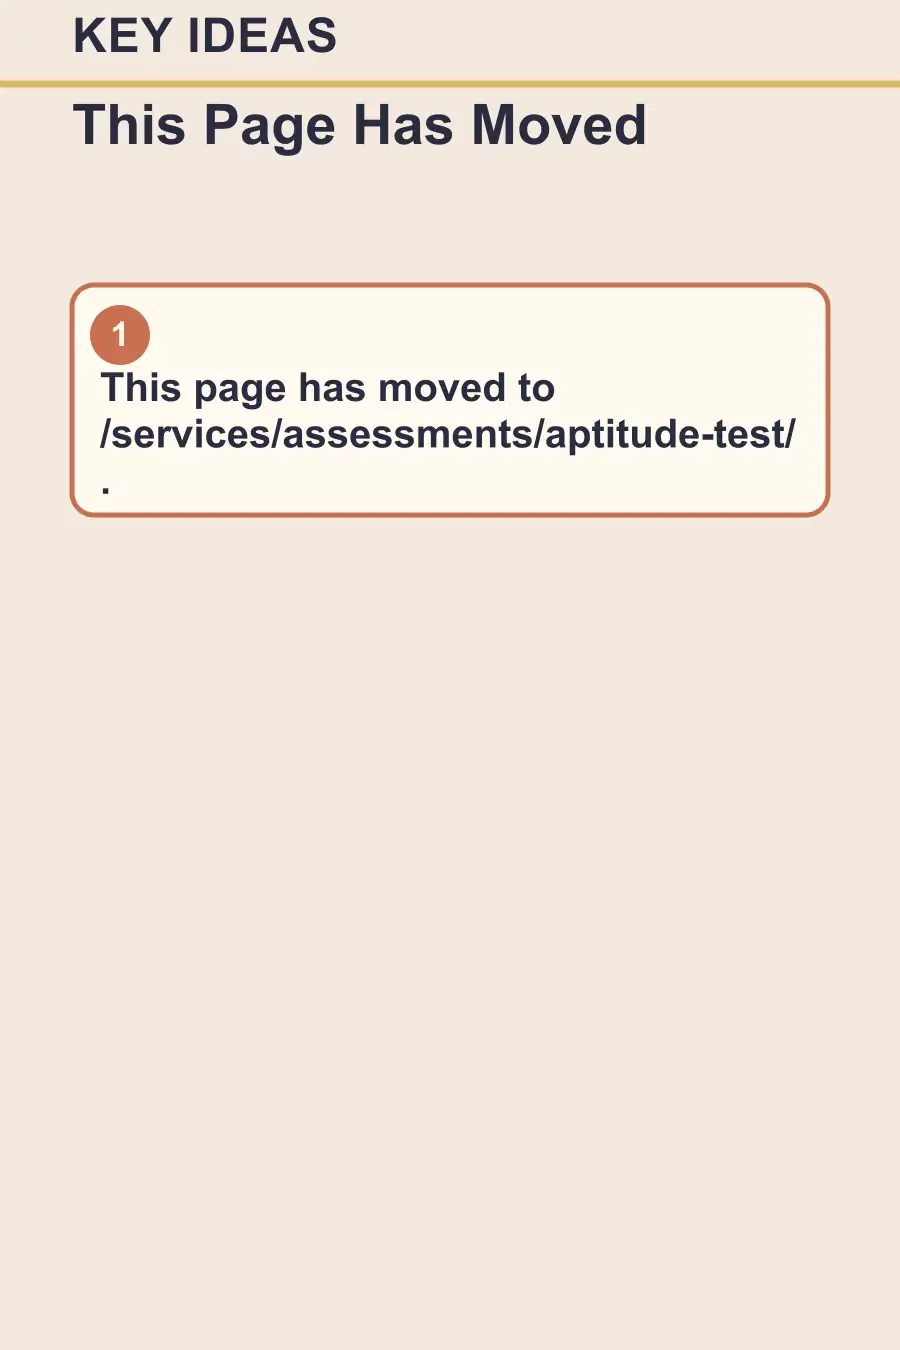 KEY IDEAS
This Page Has Moved
1
This page has moved to
/services/assessments/aptitude-test/
.